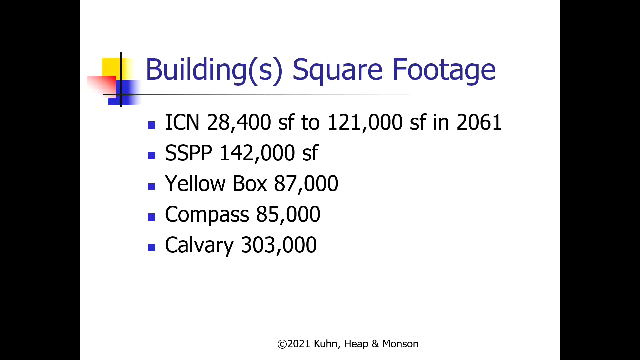 Building(s) Square Footage
ICN 28,400 sf to 121,000 sf in 2061
SSPP 142,000 sf
Yellow Box 87,000
Compass 85,000
Calvary 303,000
©2021 Kuhn, Heap & Monson